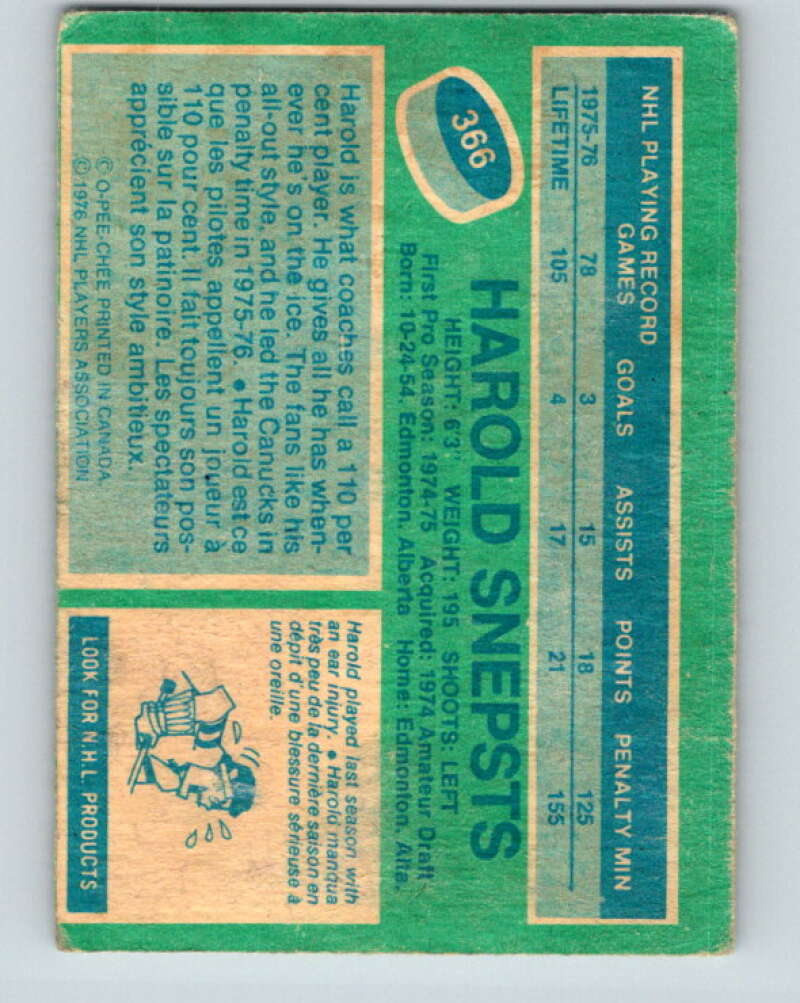 NHL PLAYING RECORD
GAMES GOALS ASSISTS POINTS PENALTY MIN
1975-76 78 3 15 18 125
LIFETIME 105 4 17 21 155
366
HAROLD SNEPSTS
HEIGHT: 6'3" WEIGHT: 195 SHOOTS: LEFT
First Pro Season: 1974-75 Acquired: 1974 Amateur Draft
Born: 10-24-54, Edmonton, Alberta Home: Edmonton, Alta.
Harold is what coaches call a 110 per
cent player. He gives all he has when-
ever he's on the ice. The fans like his
all-out style, and he led the Canucks in
penalty time in 1975-76. • Harold est ce
que les pilotes appellent un joueur à
110 pour cent. Il fait toujours son pos-
sible sur la patinoire. Les spectateurs
apprécient son style ambitieux.
© O-PEE-CHEE PRINTED IN CANADA
© 1976 NHL PLAYERS ASSOCIATION
Harold played last season with
an ear injury. • Harold manqua
très peu de la dernière saison en
dépit d'une blessure sérieuse à
une oreille.
LOOK FOR N.H.L. PRODUCTS